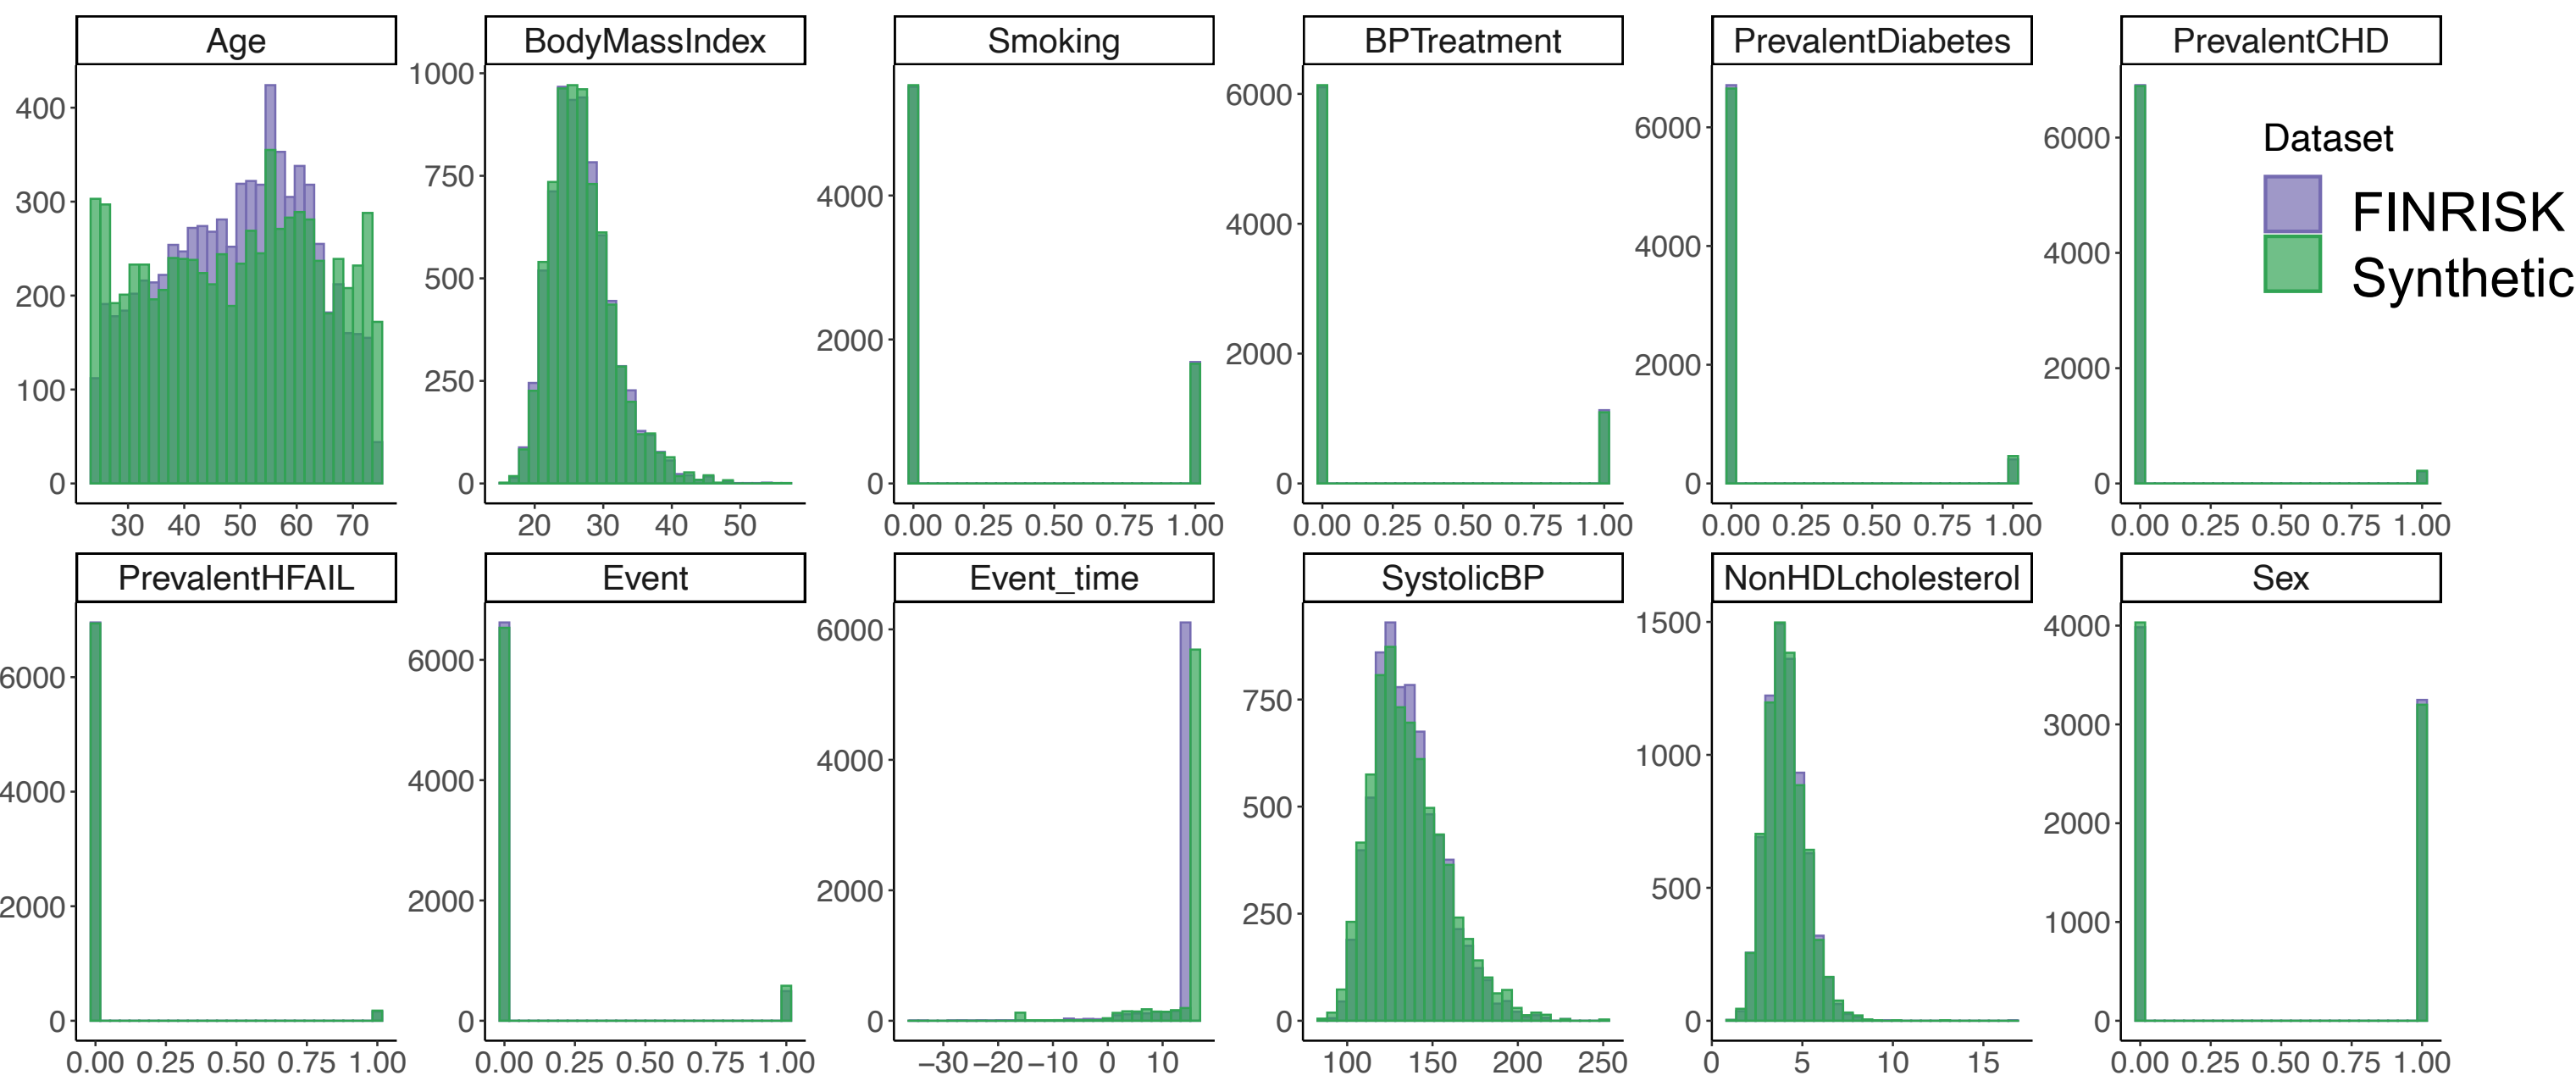 Age
BodyMassIndex
Smoking
BPTreatment
PrevalentDiabetes
PrevalentCHD
400
300
200
100
0
30 40 50 60 70
1000
750
500
250
0
20 30 40 50
4000
2000
0
0.00 0.25 0.50 0.75 1.00
6000
4000
2000
0
0.00 0.25 0.50 0.75 1.00
6000
4000
2000
0
0.00 0.25 0.50 0.75 1.00
6000
4000
2000
0
0.00 0.25 0.50 0.75 1.00
Dataset
FINRISK
Synthetic
PrevalentHFAIL
Event
Event_time
SystolicBP
NonHDLcholesterol
Sex
6000
4000
2000
0
0.00 0.25 0.50 0.75 1.00
6000
4000
2000
0
0.00 0.25 0.50 0.75 1.00
6000
4000
2000
0
−30 −20 −10 0 10
750
500
250
0
100 150 200 250
1500
1000
500
0
0 5 10 15
4000
3000
2000
1000
0
0.00 0.25 0.50 0.75 1.00